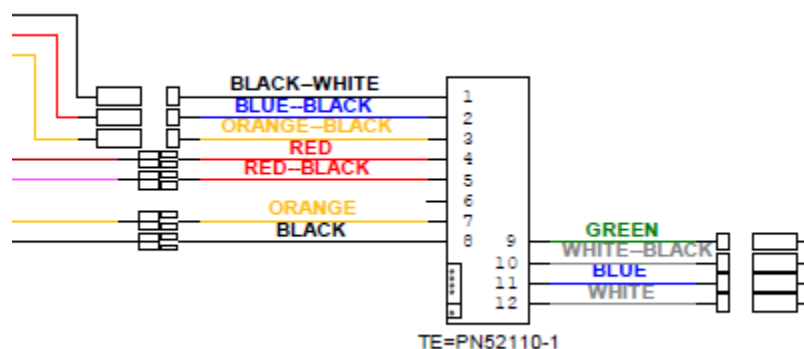 BLACK--WHITE
1
BLUE--BLACK
2
ORANGE--BLACK
3
RED
4
RED--BLACK
5
6
ORANGE
7
BLACK
8
GREEN
9
WHITE--BLACK
10
BLUE
11
WHITE
12
TE=PN52110-1